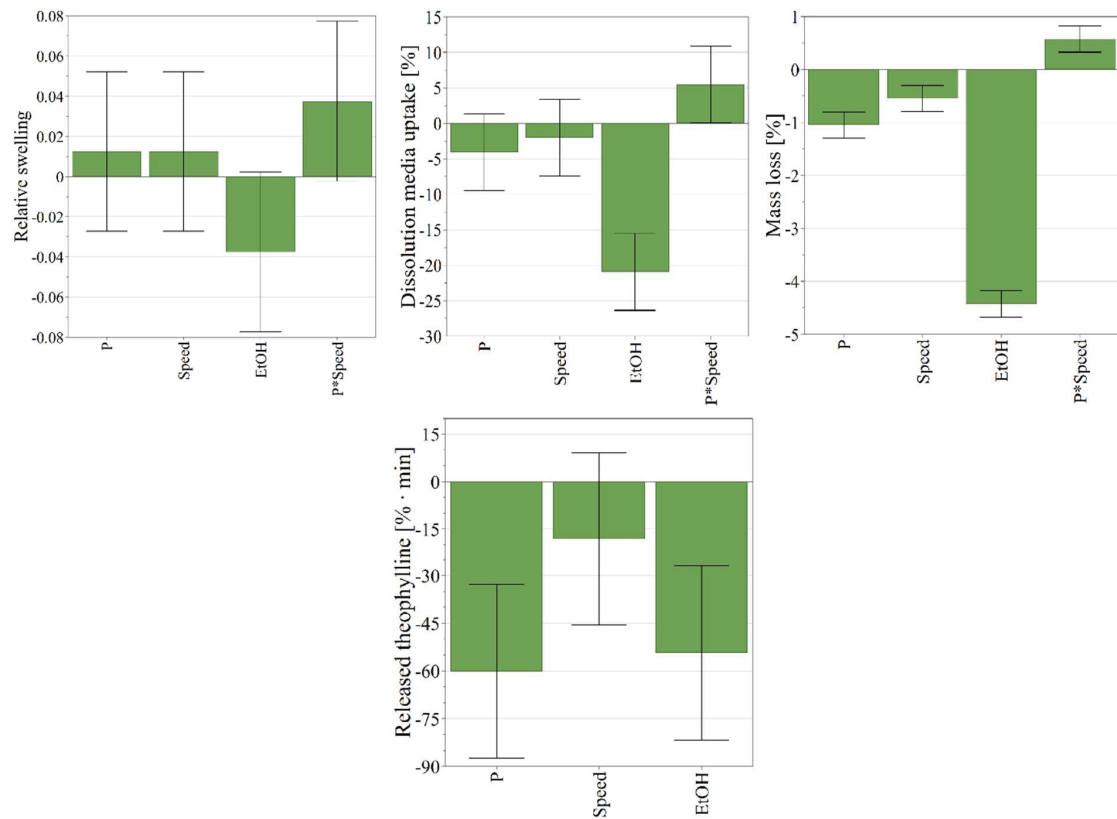 Relative swelling
0.08
0.06
0.04
0.02
0
-0.02
-0.04
-0.06
-0.08
P
Speed
EtOH
P*Speed
Dissolution media uptake [%]
15
10
5
0
-5
-10
-15
-20
-25
-30
P
Speed
EtOH
P*Speed
Mass loss [%]
1
0
-1
-2
-3
-4
-5
P
Speed
EtOH
P*Speed
Released theophylline [% · min]
15
0
-15
-30
-45
-60
-75
-90
P
Speed
EtOH